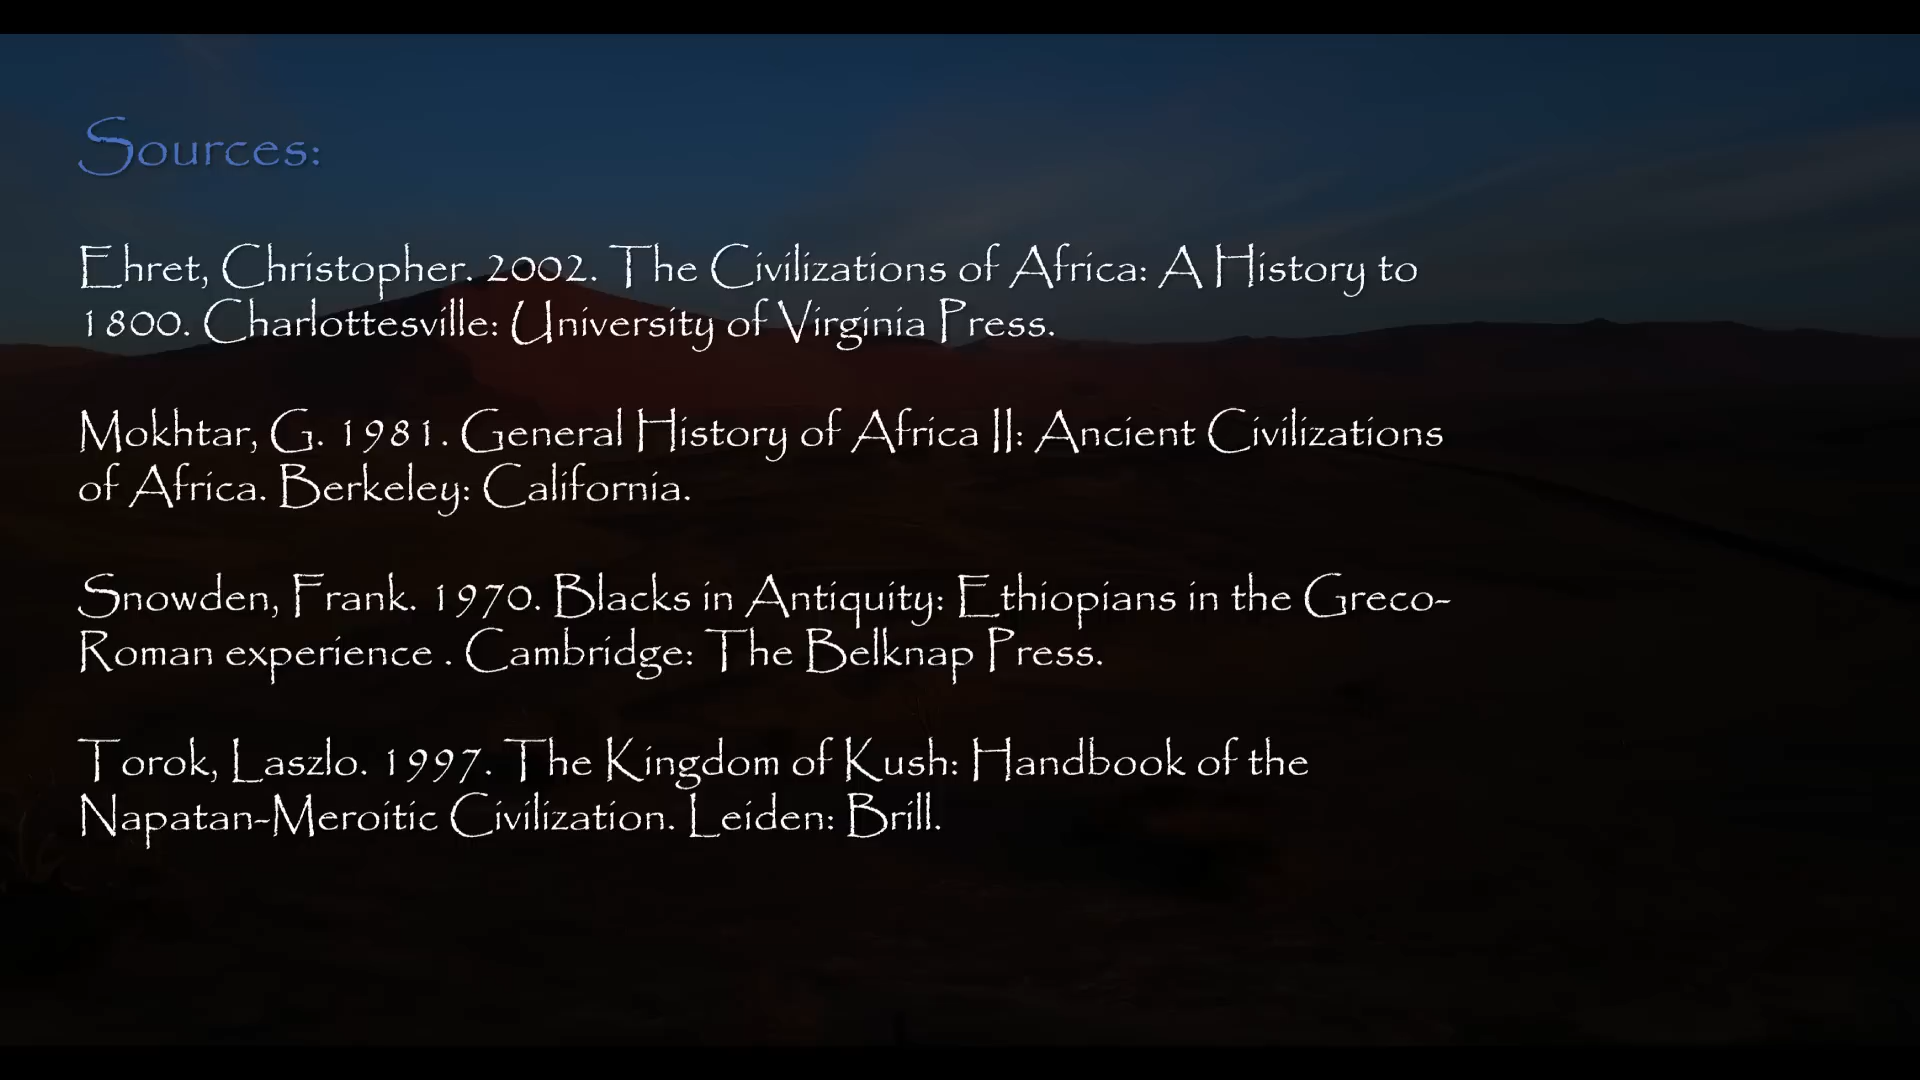 Sources:
Ehret, Christopher. 2002. The Civilizations of Africa: A History to
1800. Charlottesville: University of Virginia Press.
Mokhtar, G. 1981. General History of Africa II: Ancient Civilizations
of Africa. Berkeley: California.
Snowden, Frank. 1970. Blacks in Antiquity: Ethiopians in the Greco-
Roman experience . Cambridge: The Belknap Press.
Torok, Laszlo. 1997. The Kingdom of Kush: Handbook of the
Napatan-Meroitic Civilization. Leiden: Brill.